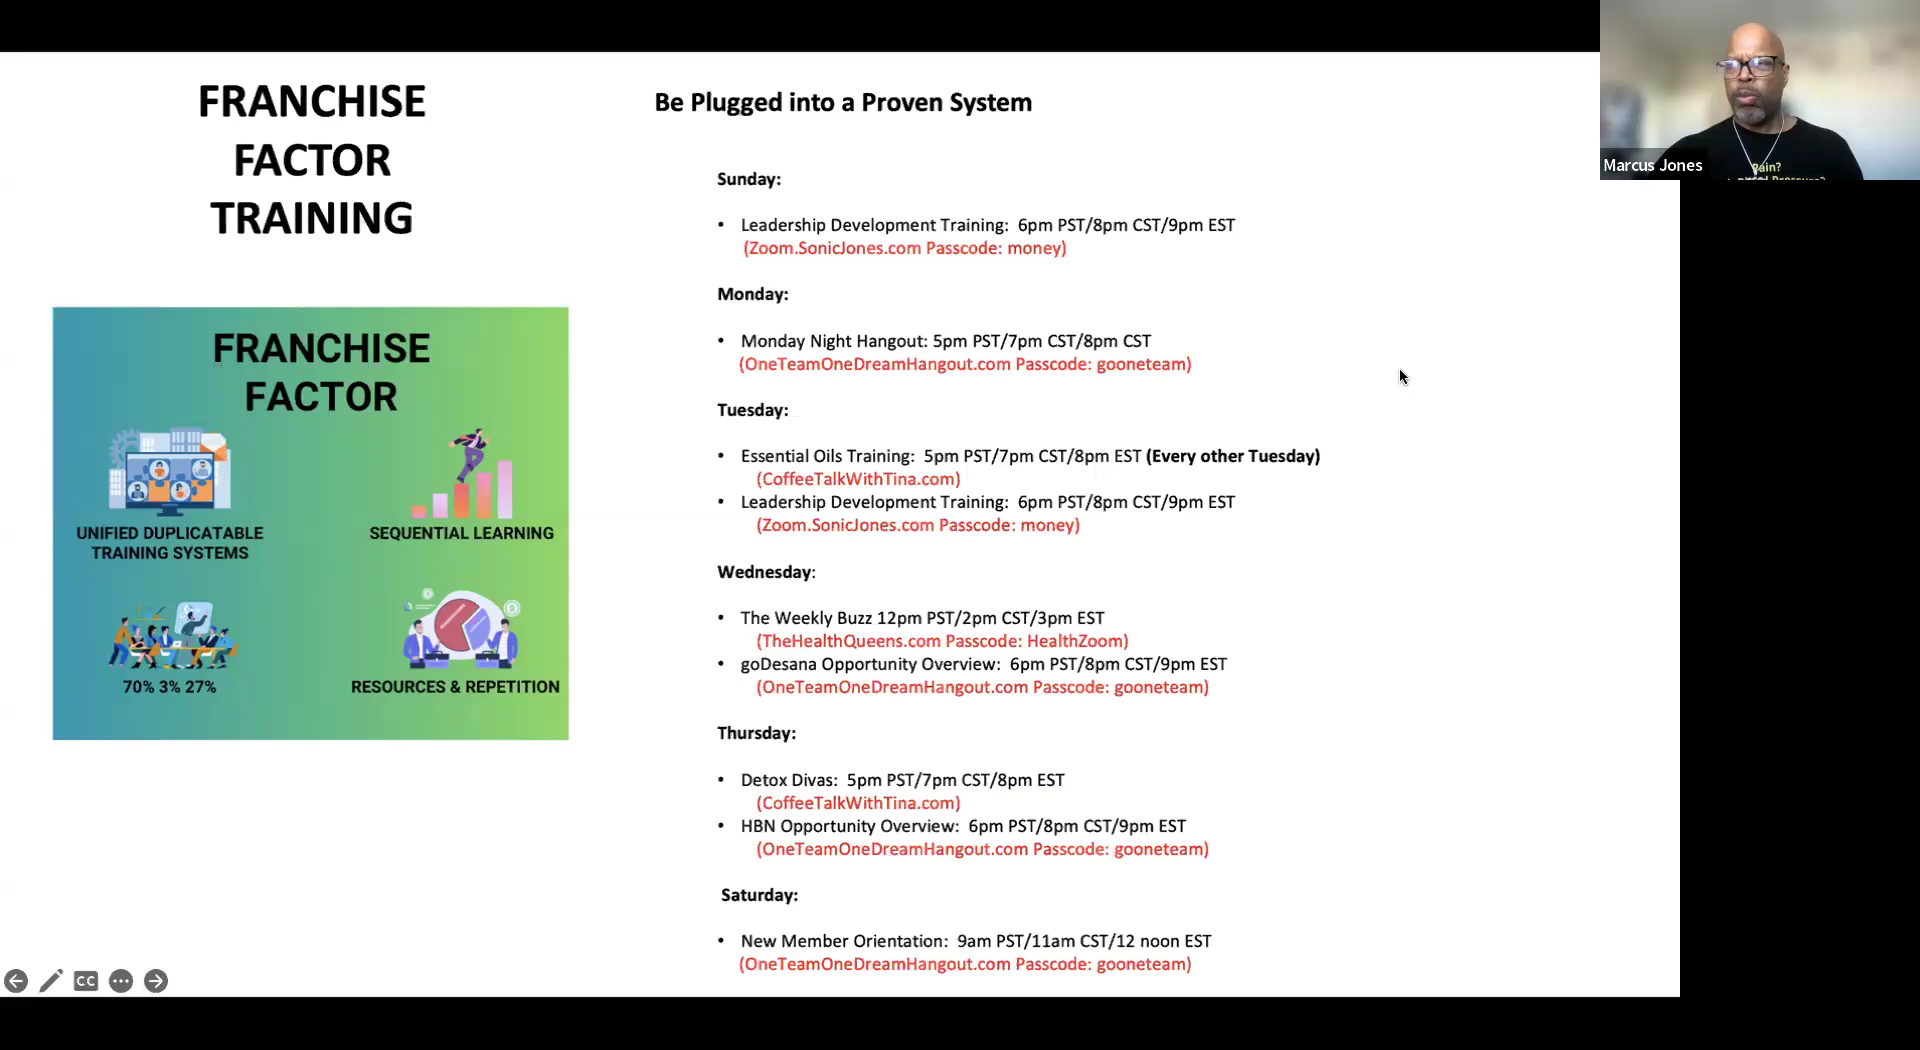 FRANCHISE
FACTOR
TRAINING
FRANCHISE
FACTOR
UNIFIED DUPLICATABLE
TRAINING SYSTEMS
SEQUENTIAL LEARNING
70% 3% 27%
RESOURCES & REPETITION
Be Plugged into a Proven System
Sunday:
• Leadership Development Training: 6pm PST/8pm CST/9pm EST
(Zoom.SonicJones.com Passcode: money)
Monday:
• Monday Night Hangout: 5pm PST/7pm CST/8pm CST
(OneTeamOneDreamHangout.com Passcode: gooneteam)
Tuesday:
• Essential Oils Training: 5pm PST/7pm CST/8pm EST (Every other Tuesday)
(CoffeeTalkWithTina.com)
• Leadership Development Training: 6pm PST/8pm CST/9pm EST
(Zoom.SonicJones.com Passcode: money)
Wednesday:
• The Weekly Buzz 12pm PST/2pm CST/3pm EST
(TheHealthQueens.com Passcode: HealthZoom)
• goDesana Opportunity Overview: 6pm PST/8pm CST/9pm EST
(OneTeamOneDreamHangout.com Passcode: gooneteam)
Thursday:
• Detox Divas: 5pm PST/7pm CST/8pm EST
(CoffeeTalkWithTina.com)
• HBN Opportunity Overview: 6pm PST/8pm CST/9pm EST
(OneTeamOneDreamHangout.com Passcode: gooneteam)
Saturday:
• New Member Orientation: 9am PST/11am CST/12 noon EST
(OneTeamOneDreamHangout.com Passcode: gooneteam)
CC
Marcus Jones
Pain?